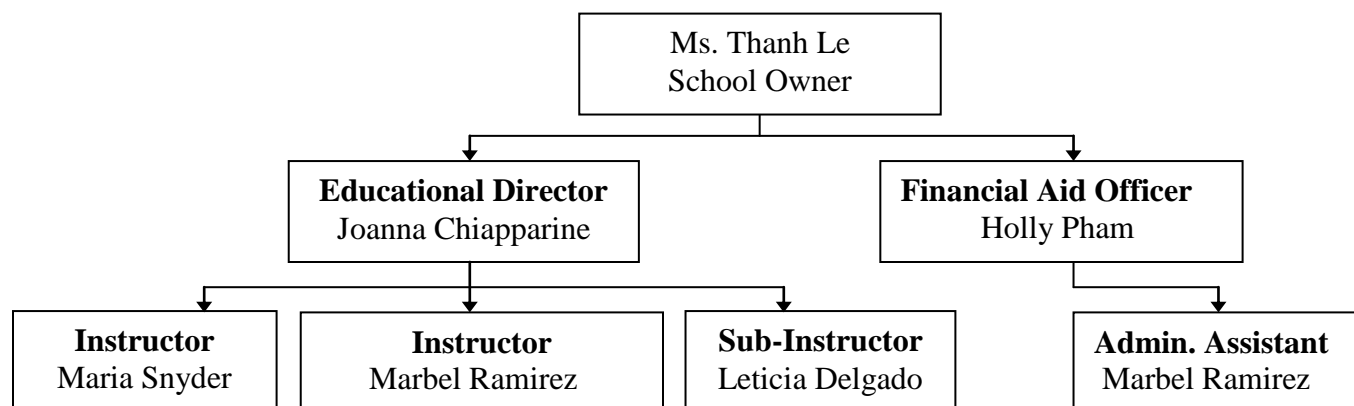 Ms. Thanh Le
School Owner
Educational Director
Joanna Chiapparine
Financial Aid Officer
Holly Pham
Instructor
Maria Snyder
Instructor
Marbel Ramirez
Sub-Instructor
Leticia Delgado
Admin. Assistant
Marbel Ramirez